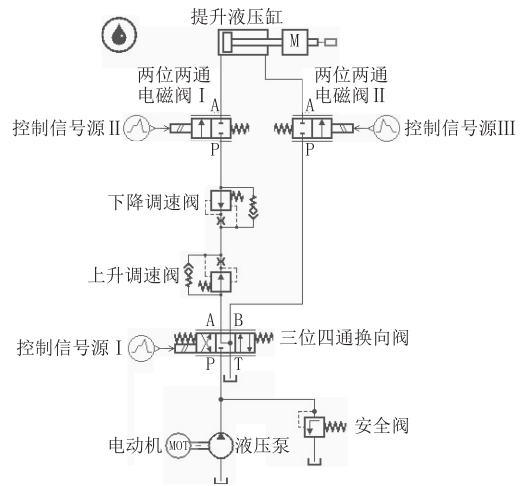 提升液压缸
M
两位两通
电磁阀Ⅰ
两位两通
电磁阀Ⅱ
A
A
控制信号源Ⅱ
控制信号源Ⅲ
P
P
下降调速阀
上升调速阀
A
B
控制信号源Ⅰ
三位四通换向阀
P
T
安全阀
电动机
MOT
液压泵